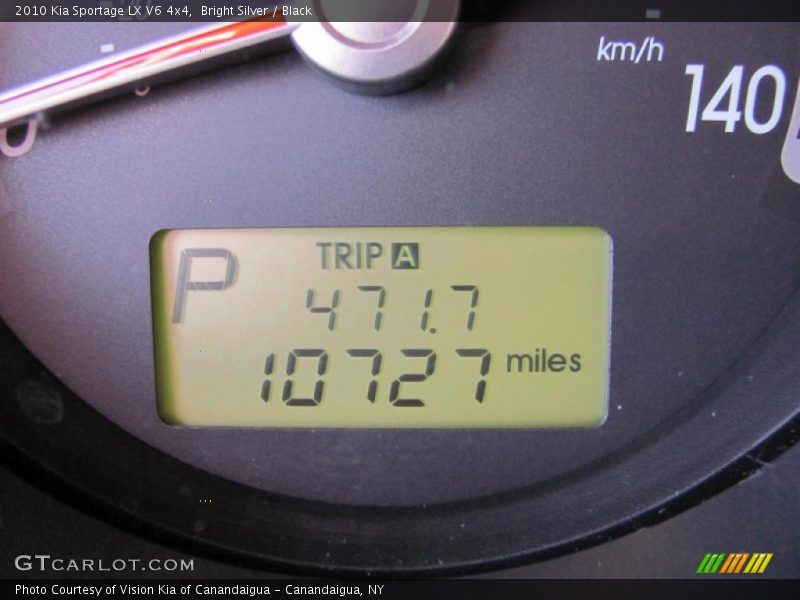 2010 Kia Sportage LX V6 4x4,  Bright Silver / Black
km/h
140
P
TRIP A
471.7
10727 miles
GTCARLOT.COM
Photo Courtesy of Vision Kia of Canandaigua - Canandaigua, NY